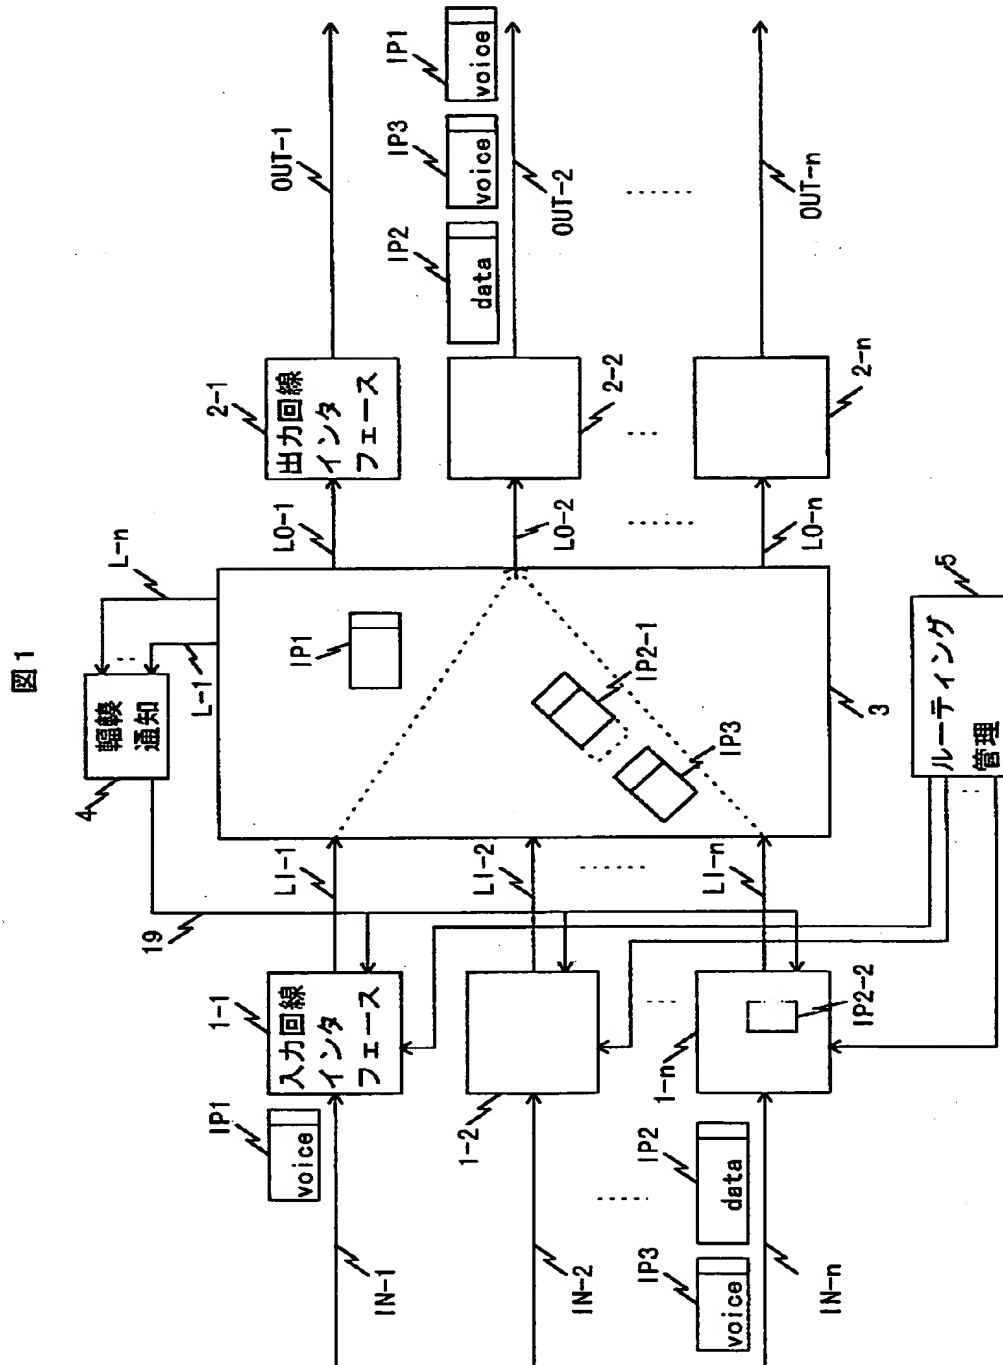 図1
IN-1
IP1
voice
1-1
入力回線
インタ
フェース
19
LI-1
4
輻輳
通知
L-1
L-n
IP1
LO-1
2-1
出力回線
インタ
フェース
OUT-1
IN-2
1-2
LI-2
LO-2
2-2
IP2
data
IP3
voice
IP1
voice
OUT-2
IP3
voice
IP2
data
IN-n
1-n
IP2-2
LI-n
IP3
IP2-1
3
LO-n
2-n
OUT-n
ルーティング
管理
5